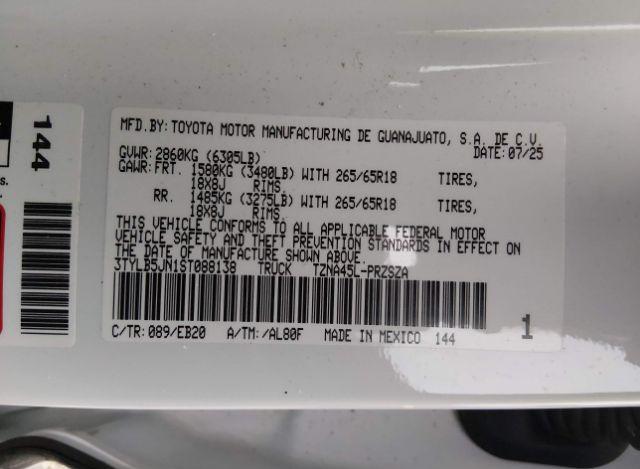 144
s.
MFD.BY:TOYOTA MOTOR MANUFACTURING DE GUANAJUATO, S.A. DE C.V.
GVWR:2860KG (6305LB) DATE:07/25
GAWR:FRT. 1580KG (3480LB) WITH 265/65R18 TIRES,
18X8J RIMS.
RR. 1485KG (3275LB) WITH 265/65R18 TIRES,
18X8J RIMS.
THIS VEHICLE CONFORMS TO ALL APPLICABLE FEDERAL MOTOR
VEHICLE SAFETY AND THEFT PREVENTION STANDARDS IN EFFECT ON
THE DATE OF MANUFACTURE SHOWN ABOVE.
3TYLB5JN1ST088138 TRUCK TZNA45L-PRZSZA
1
C/TR:089/EB20 A/TM:/AL80F MADE IN MEXICO 144
144